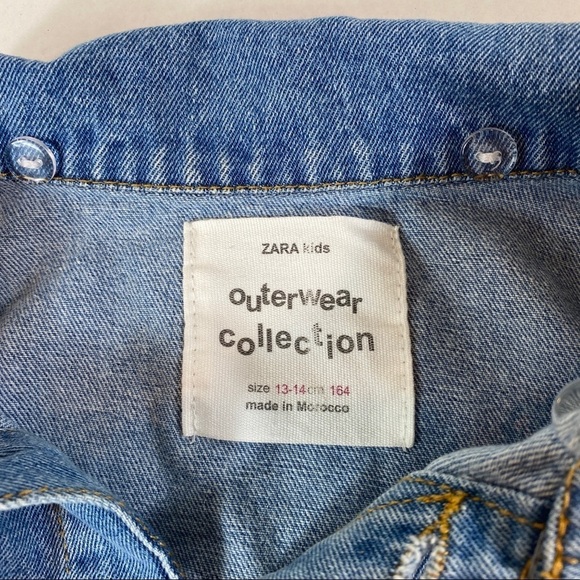 ZARA kids
outerwear
collection
size 13-14cm 164
made in Morocco